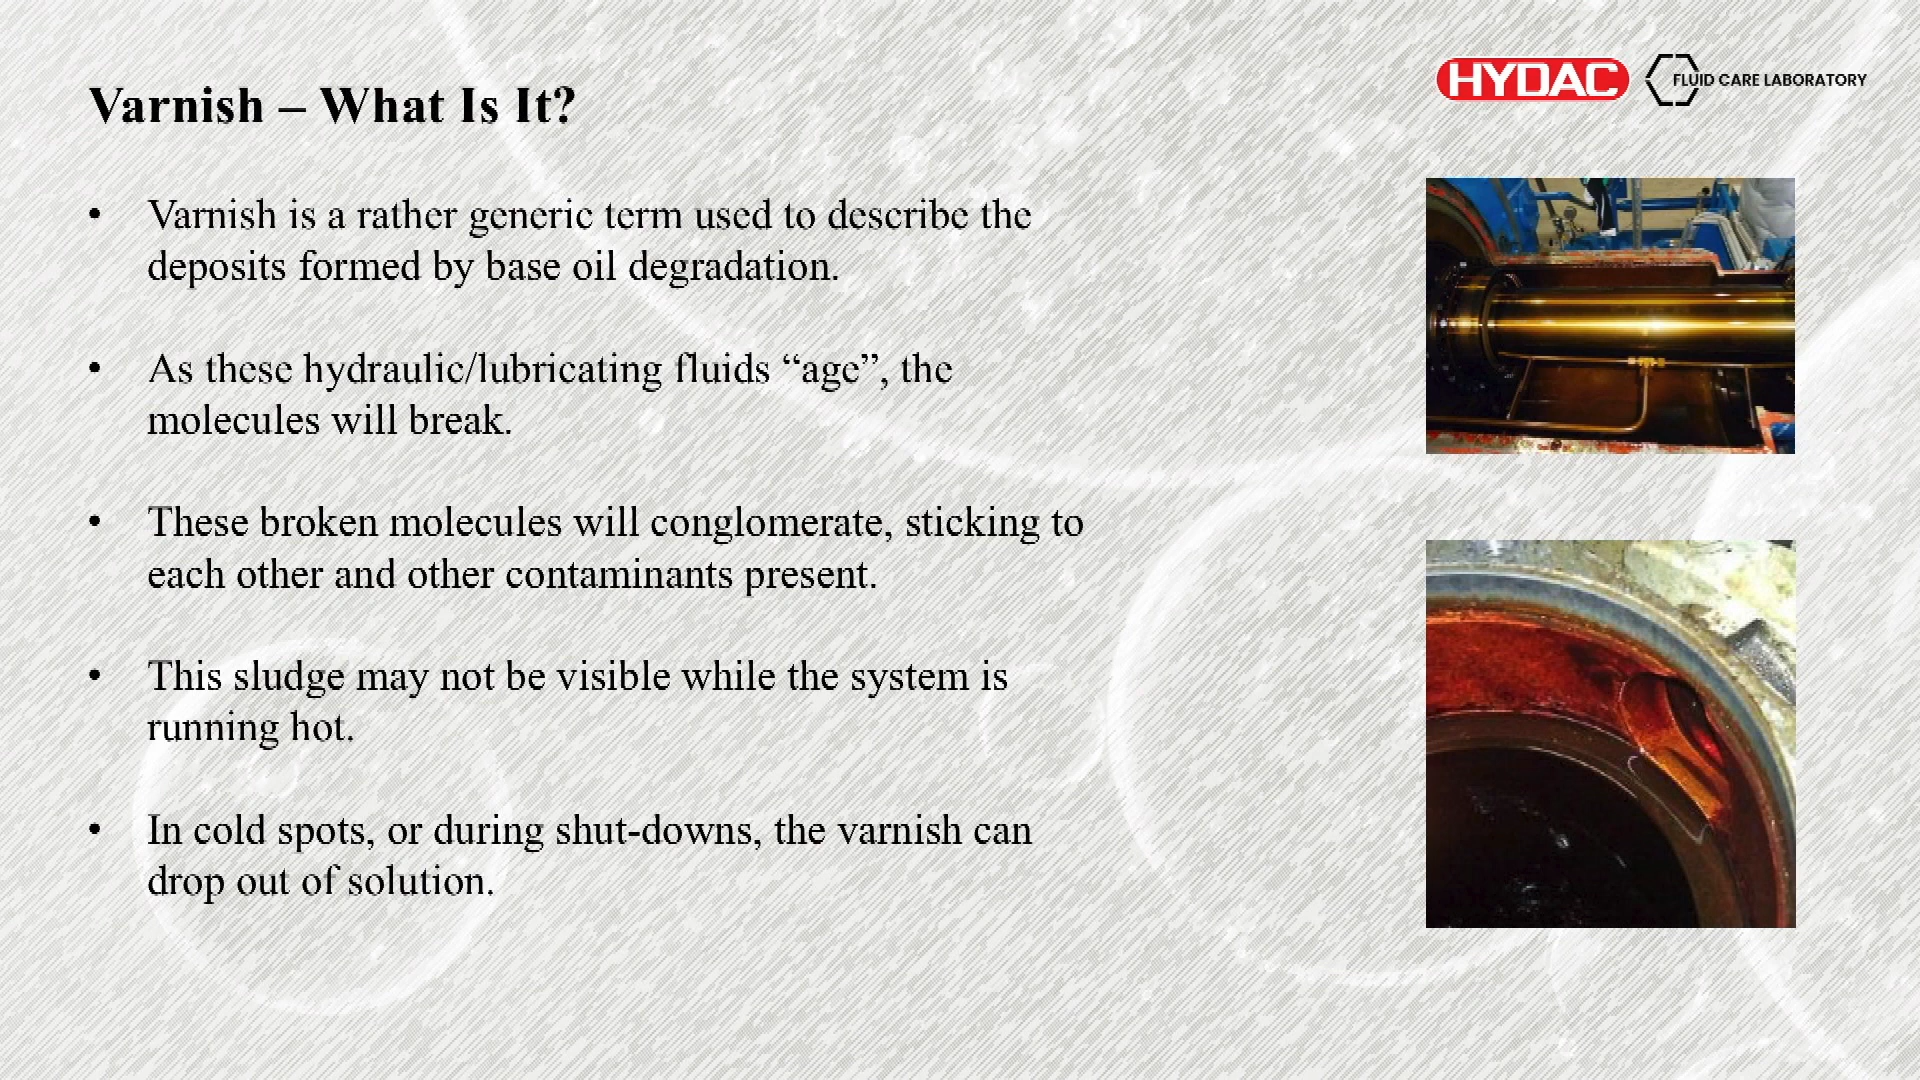 Varnish – What Is It?
HYDAC FLUID CARE LABORATORY
• Varnish is a rather generic term used to describe the
deposits formed by base oil degradation.
• As these hydraulic/lubricating fluids “age”, the
molecules will break.
• These broken molecules will conglomerate, sticking to
each other and other contaminants present.
• This sludge may not be visible while the system is
running hot.
• In cold spots, or during shut-downs, the varnish can
drop out of solution.